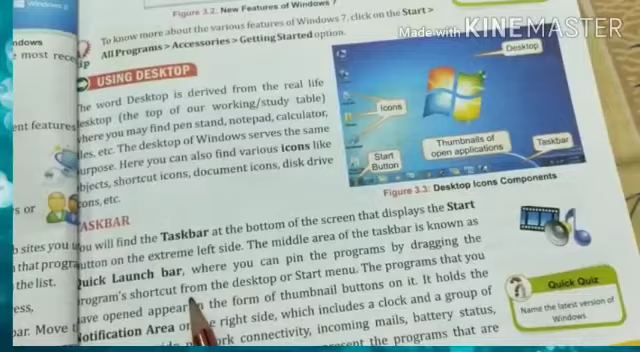 Windows 7
Figure 3.2: New Features of Windows 7
Made with KINEMASTER
To know more about the various features of Windows 7, click on the Start >
All Programs > Accessories > Getting Started option.
ip
ndows
most rece
USING DESKTOP
The word Desktop is derived from the real life
desktop (the top of our working/study table)
where you may find pen stand, notepad, calculator,
files, etc. The desktop of Windows serves the same
purpose. Here you can also find various icons like
objects, shortcut icons, document icons, disk drive
icons, etc.
ent features
s or
Desktop
Icons
Thumbnails of
open applications
Taskbar
Start
Button
Figure 3.3: Desktop Icons Components
TASKBAR
You will find the Taskbar at the bottom of the screen that displays the Start
button on the extreme left side. The middle area of the taskbar is known as
Quick Launch bar, where you can pin the programs by dragging the
program's shortcut from the desktop or Start menu. The programs that you
have opened appear in the form of thumbnail buttons on it. It holds the
Notification Area on the right side, which includes a clock and a group of
work connectivity, incoming mails, battery status,
present the programs that are
b sites you
that progra
the list.
ess,
bar. Move t
Quick Quiz
Name the latest version of
Windows.